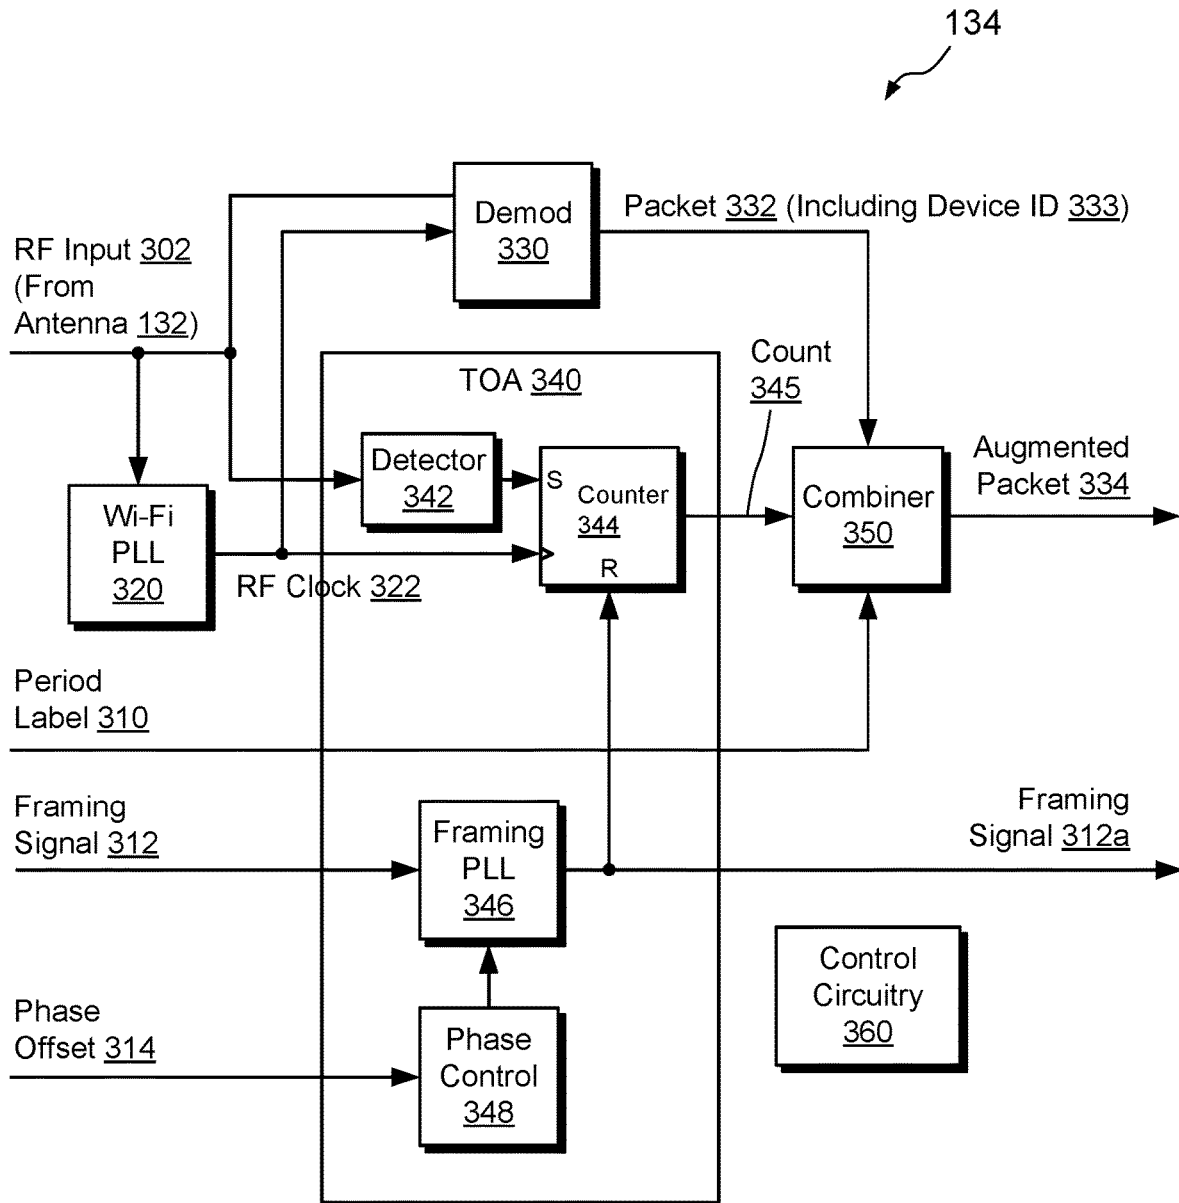 134
Demod
330
Packet 332 (Including Device ID 333)
RF Input 302
(From
Antenna 132)
TOA 340
Count
345
Detector
342
S
Counter
344
R
Combiner
350
Augmented
Packet 334
Wi-Fi
PLL
320
RF Clock 322
Period
Label 310
Framing
Signal 312
Framing
PLL
346
Framing
Signal 312a
Phase
Offset 314
Phase
Control
348
Control
Circuitry
360